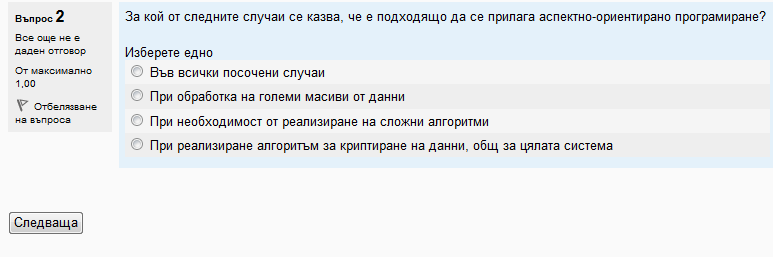 Въпрос 2
Все още не е
даден отговор
От максимално
1,00
Отбелязване
на въпроса
За кой от следните случаи се казва, че е подходящо да се прилага аспектно-ориентирано програмиране?
Изберете едно
Във всички посочени случаи
При обработка на големи масиви от данни
При необходимост от реализиране на сложни алгоритми
При реализиране алгоритъм за криптиране на данни, общ за цялата система
Следваща